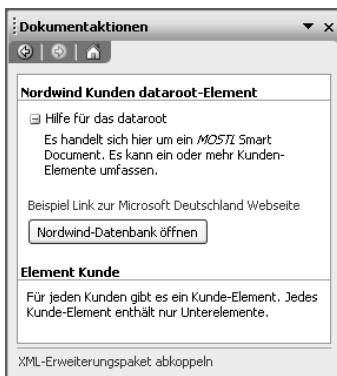 Dokumentaktionen
Nordwind Kunden dataroot-Element
Hilfe für das dataroot
Es handelt sich hier um ein MOSTL Smart
Document. Es kann ein oder mehr Kunden-
Elemente umfassen.
Beispiel Link zur Microsoft Deutschland Webseite
Nordwind-Datenbank öffnen
Element Kunde
Für jeden Kunden gibt es ein Kunde-Element. Jedes
Kunde-Element enthält nur Unterelemente.
XML-Erweiterungspaket abkoppeln